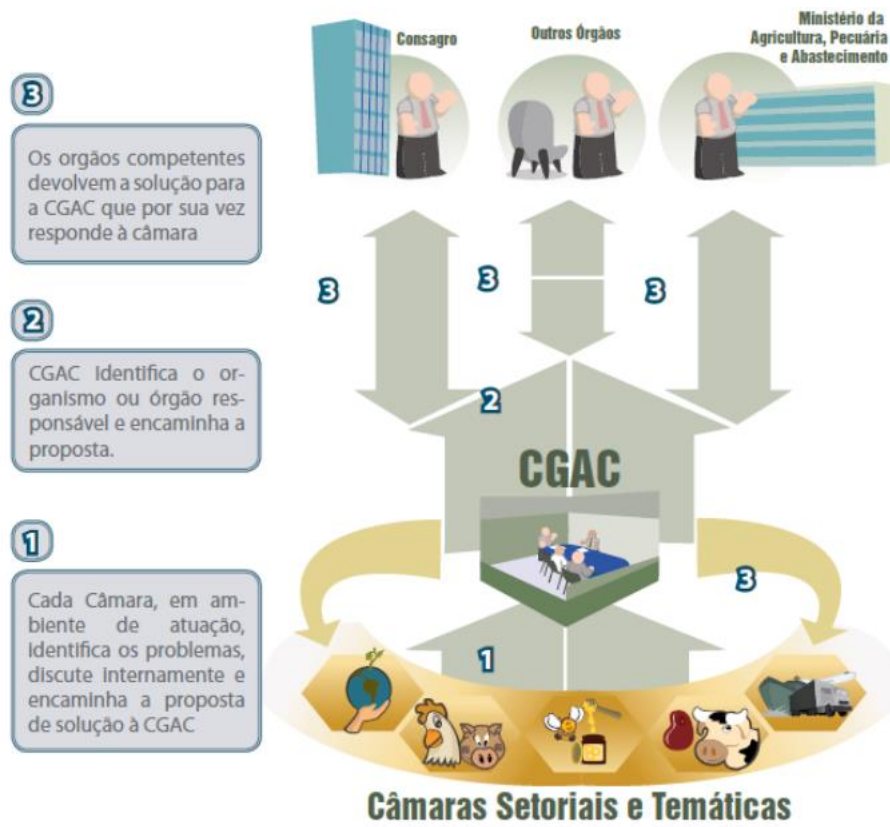 Consagro
Outros Órgãos
Ministério da
Agricultura, Pecuária
e Abastecimento
3
Os orgãos competentes
devolvem a solução para
a CGAC que por sua vez
responde à câmara
3
3
3
2
CGAC Identifica o or-
ganismo ou órgão res-
ponsável e encaminha a
proposta.
2
CGAC
1
Cada Câmara, em am-
biente de atuação,
identifica os problemas,
discute internamente e
encaminha a proposta
de solução à CGAC
3
1
Câmaras Setoriais e Temáticas